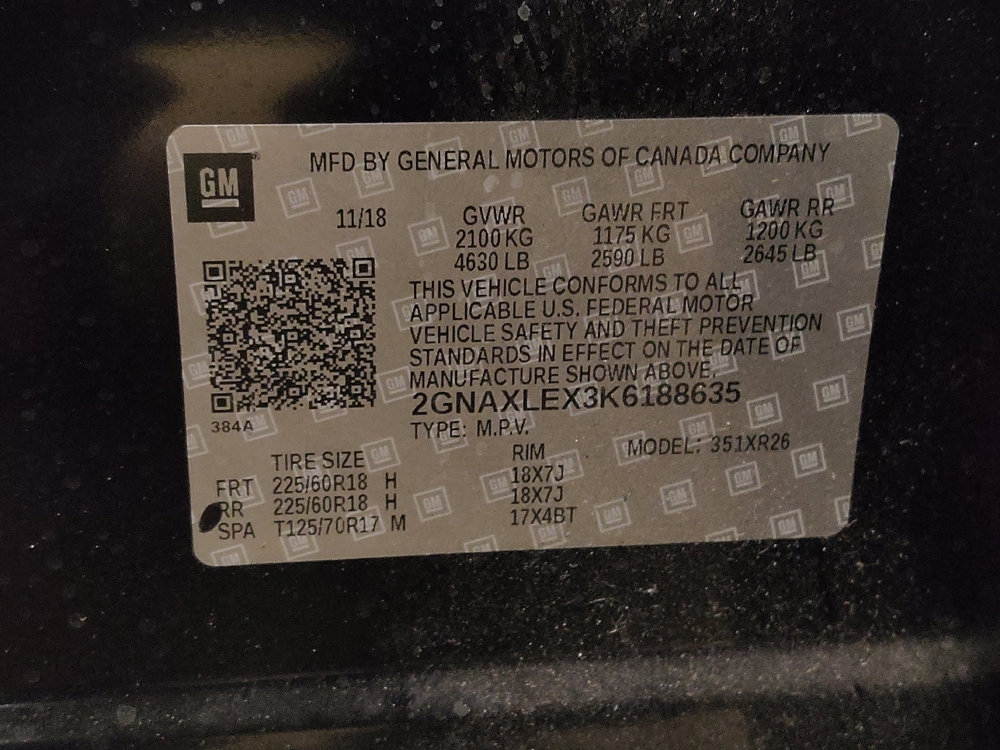 GM
MFD BY GENERAL MOTORS OF CANADA COMPANY
11/18 GVWR GAWR FRT GAWR RR
2100 KG 1175 KG 1200 KG
4630 LB 2590 LB 2645 LB
THIS VEHICLE CONFORMS TO ALL
APPLICABLE U.S. FEDERAL MOTOR
VEHICLE SAFETY AND THEFT PREVENTION
STANDARDS IN EFFECT ON THE DATE OF
MANUFACTURE SHOWN ABOVE.
2GNAXLEX3K6188635
384A
TYPE: M.P.V.
TIRE SIZE RIM MODEL: 351XR26
FRT 225/60R18 H 18X7J
RR 225/60R18 H 18X7J
SPA T125/70R17 M 17X4BT